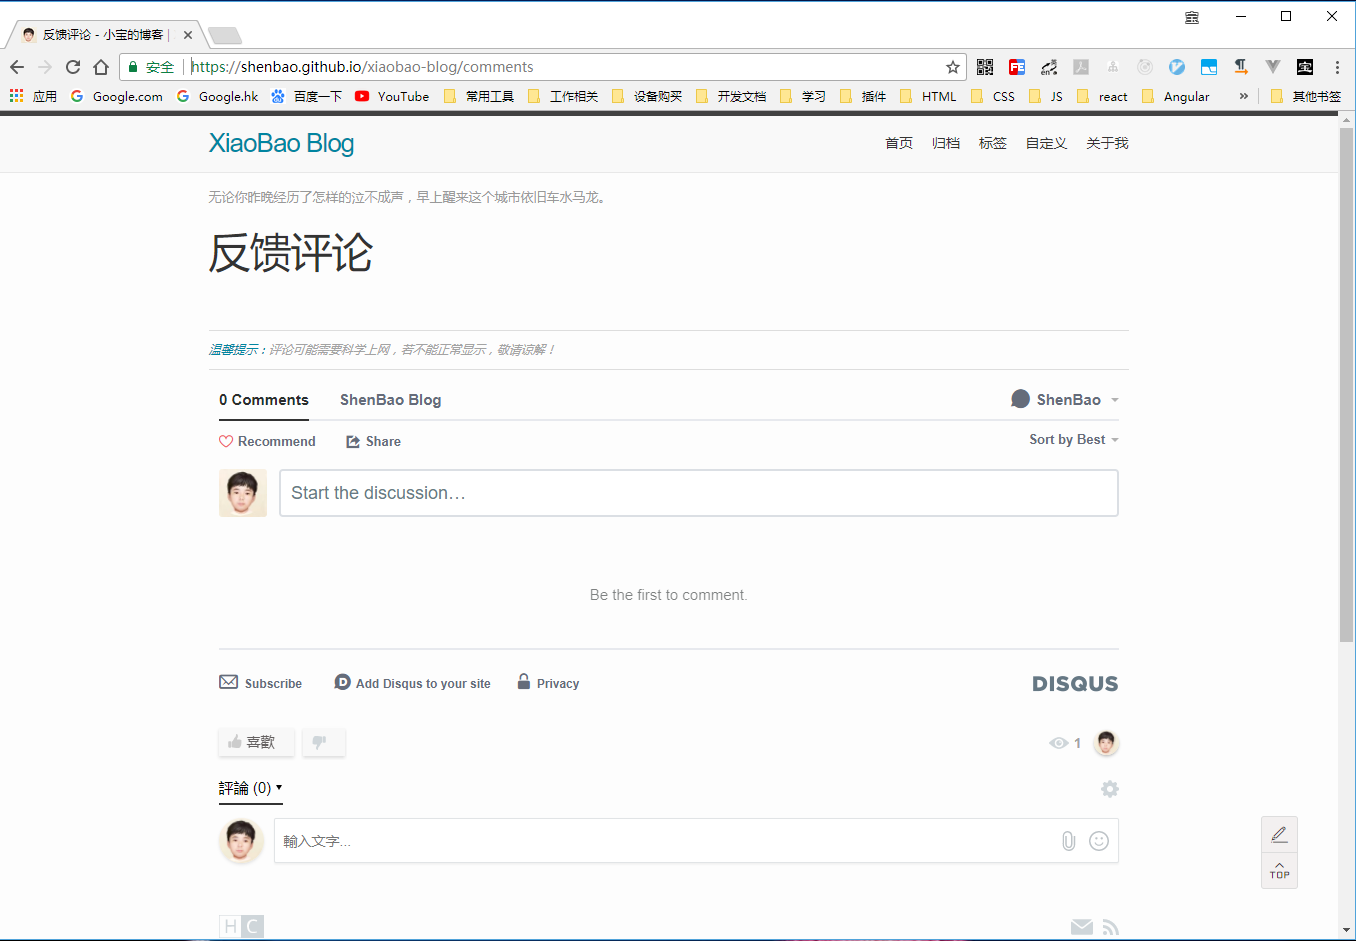 宝
反馈评论 - 小宝的博客 |
安全 | https://shenbao.github.io/xiaobao-blog/comments
应用 Google.com Google.hk 百度一下 YouTube 常用工具 工作相关 设备购买 开发文档 学习 插件 HTML CSS JS react Angular » 其他书签
XiaoBao Blog 首页 归档 标签 自定义 关于我
无论你昨晚经历了怎样的泣不成声，早上醒来这个城市依旧车水马龙。
反馈评论
温馨提示：评论可能需要科学上网，若不能正常显示，敬请谅解！
0 Comments ShenBao Blog ShenBao
Recommend Share Sort by Best
Start the discussion…
Be the first to comment.
Subscribe Add Disqus to your site Privacy DISQUS
喜歡 1
評論 (0)
輸入文字...
TOP
HC